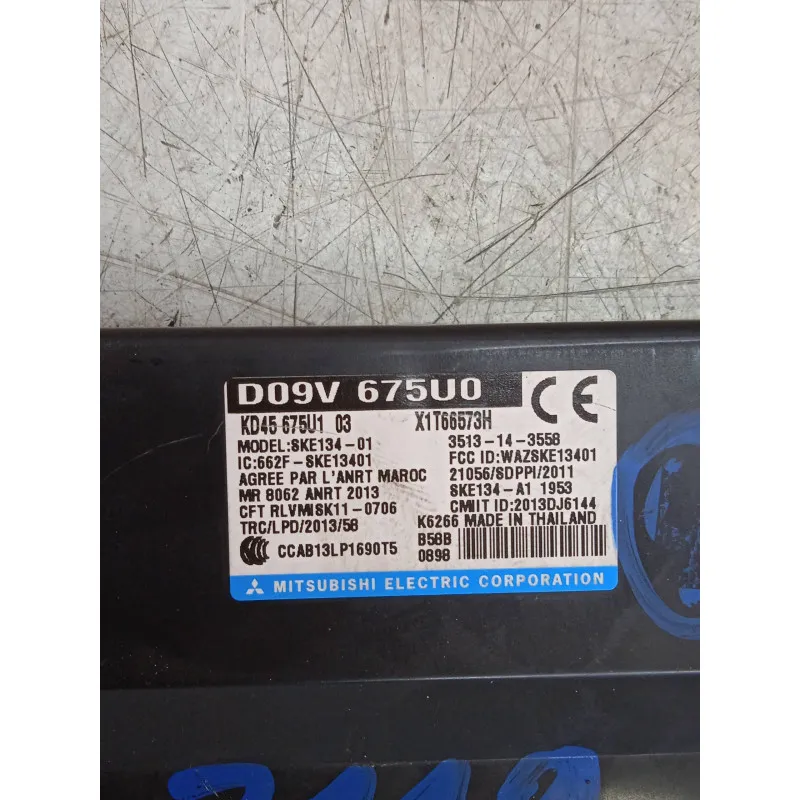 D09V 675U0
KD45-675U1 03 X1T66573H
MODEL:SKE134-01 3513-14-3558
IC:662F-SKE13401 FCC ID:WAZSKE13401
AGREE PAR L'ANRT MAROC 21056/SDPPI/2011
MR 8062 ANRT 2013 SKE134-A1 1953
CFT RLVMISK11-0706 CMIIT ID:2013DJ6144
TRC/LPD/2013/58 K6266 MADE IN THAILAND
CCAB13LP1690T5 B58B
0898
MITSUBISHI ELECTRIC CORPORATION